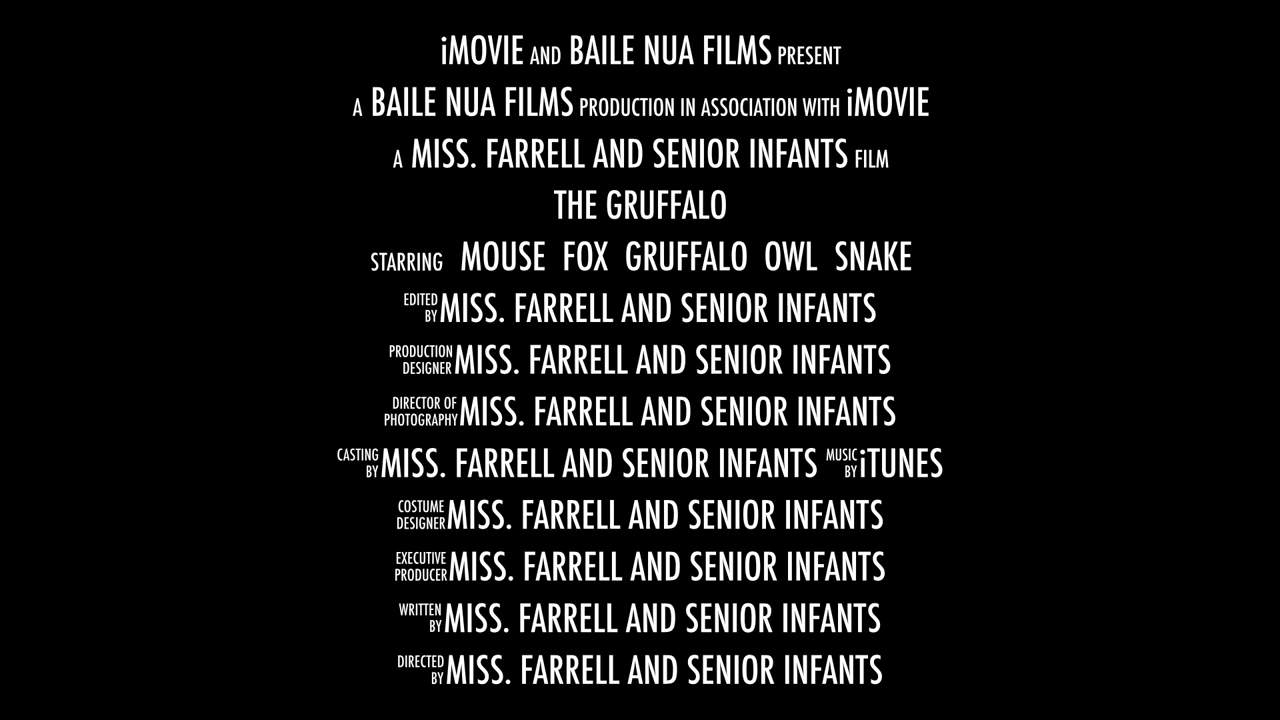 iMOVIE AND BAILE NUA FILMS PRESENT
A BAILE NUA FILMS PRODUCTION IN ASSOCIATION WITH iMOVIE
A MISS. FARRELL AND SENIOR INFANTS FILM
THE GRUFFALO
STARRING MOUSE FOX GRUFFALO OWL SNAKE
EDITED BY MISS. FARRELL AND SENIOR INFANTS
PRODUCTION DESIGNER MISS. FARRELL AND SENIOR INFANTS
DIRECTOR OF PHOTOGRAPHY MISS. FARRELL AND SENIOR INFANTS
CASTING BY MISS. FARRELL AND SENIOR INFANTS MUSIC BY iTUNES
COSTUME DESIGNER MISS. FARRELL AND SENIOR INFANTS
EXECUTIVE PRODUCER MISS. FARRELL AND SENIOR INFANTS
WRITTEN BY MISS. FARRELL AND SENIOR INFANTS
DIRECTED BY MISS. FARRELL AND SENIOR INFANTS